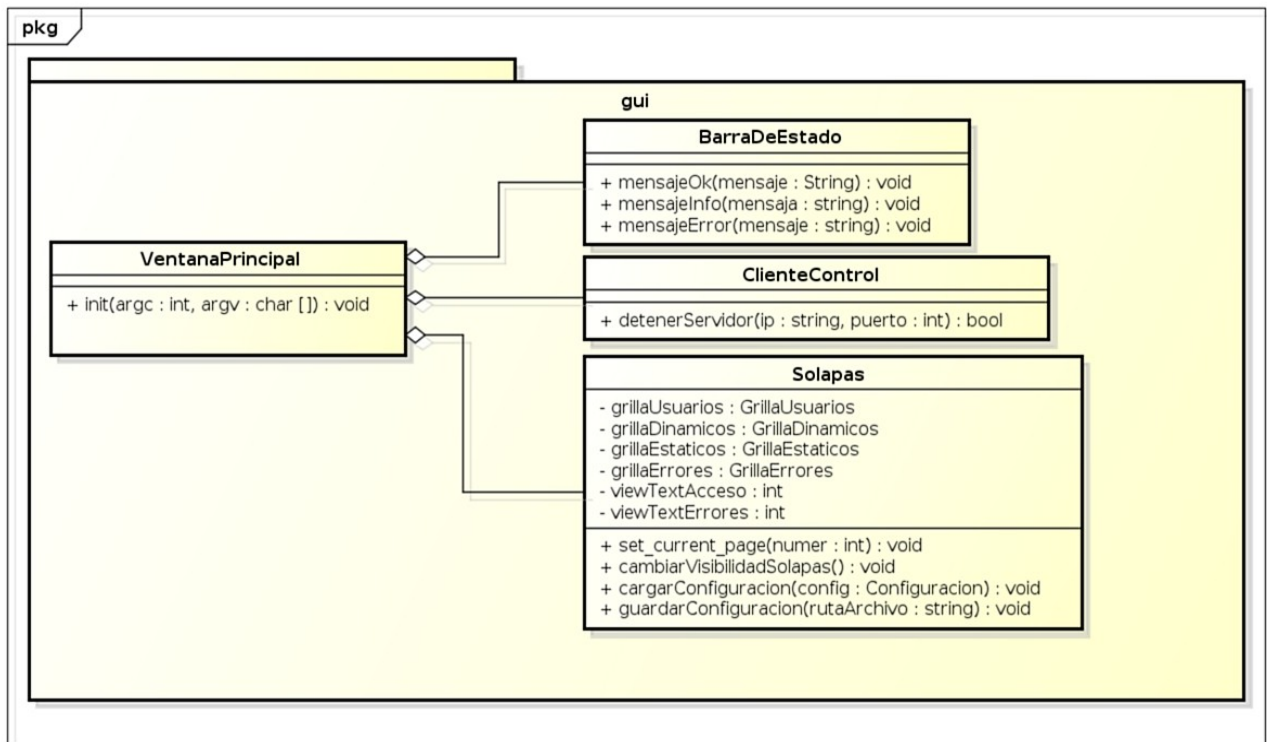 pkg
gui
BarraDeEstado
+ mensajeOk(mensaje : String) : void
+ mensajeInfo(mensaja : string) : void
+ mensajeError(mensaje : string) : void
VentanaPrincipal
+ init(argc : int, argv : char []) : void
ClienteControl
+ detenerServidor(ip : string, puerto : int) : bool
Solapas
- grillaUsuarios : GrillaUsuarios
- grillaDinamicos : GrillaDinamicos
- grillaEstaticos : GrillaEstaticos
- grillaErrores : GrillaErrores
- viewTextAcceso : int
- viewTextErrores : int
+ set_current_page(numer : int) : void
+ cambiarVisibilidadSolapas() : void
+ cargarConfiguracion(config : Configuracion) : void
+ guardarConfiguracion(rutaArchivo : string) : void